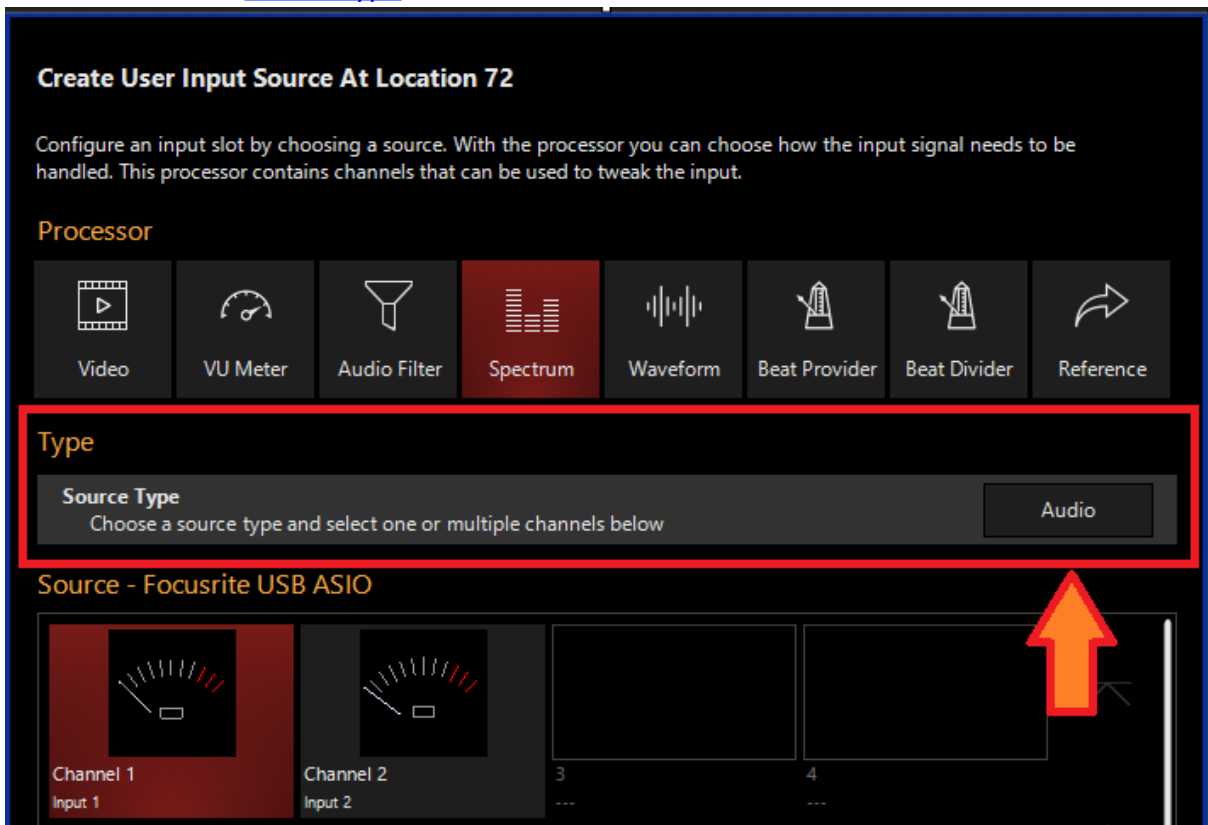 Create User Input Source At Location 72
Configure an input slot by choosing a source. With the processor you can choose how the input signal needs to be
handled. This processor contains channels that can be used to tweak the input.
Processor
Video VU Meter Audio Filter Spectrum Waveform Beat Provider Beat Divider Reference
Type
Source Type
Choose a source type and select one or multiple channels below
Audio
Source - Focusrite USB ASIO
Channel 1 Channel 2 3 4
Input 1 Input 2 --- ---